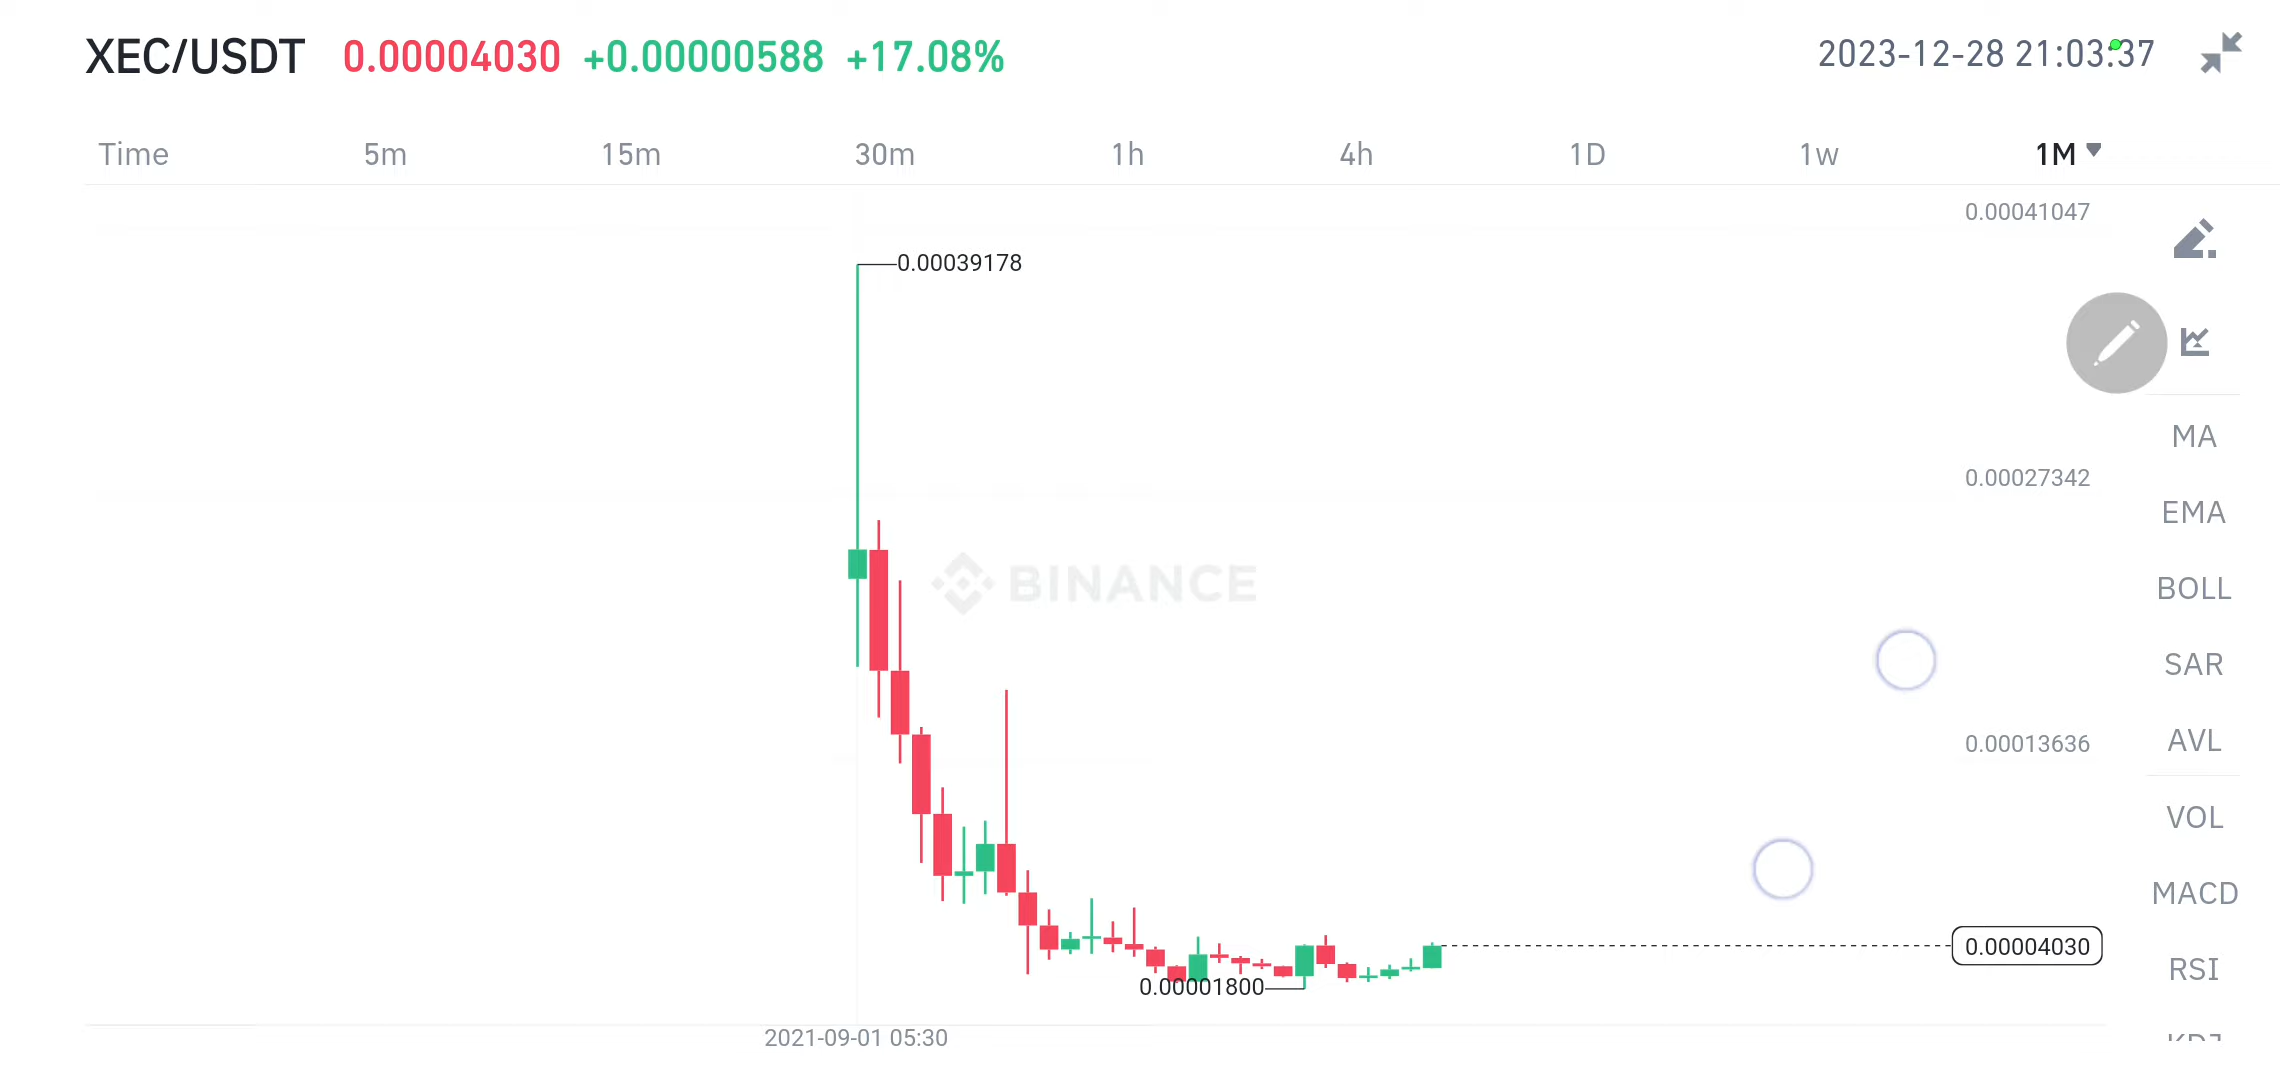 XEC/USDT 0.00004030 +0.00000588 +17.08% 2023-12-28 21:03:37
Time 5m 15m 30m 1h 4h 1D 1w 1M
0.00041047
0.00039178
0.00027342
BINANCE
0.00013636
0.00004030
0.00001800
2021-09-01 05:30
MA
EMA
BOLL
SAR
AVL
VOL
MACD
RSI